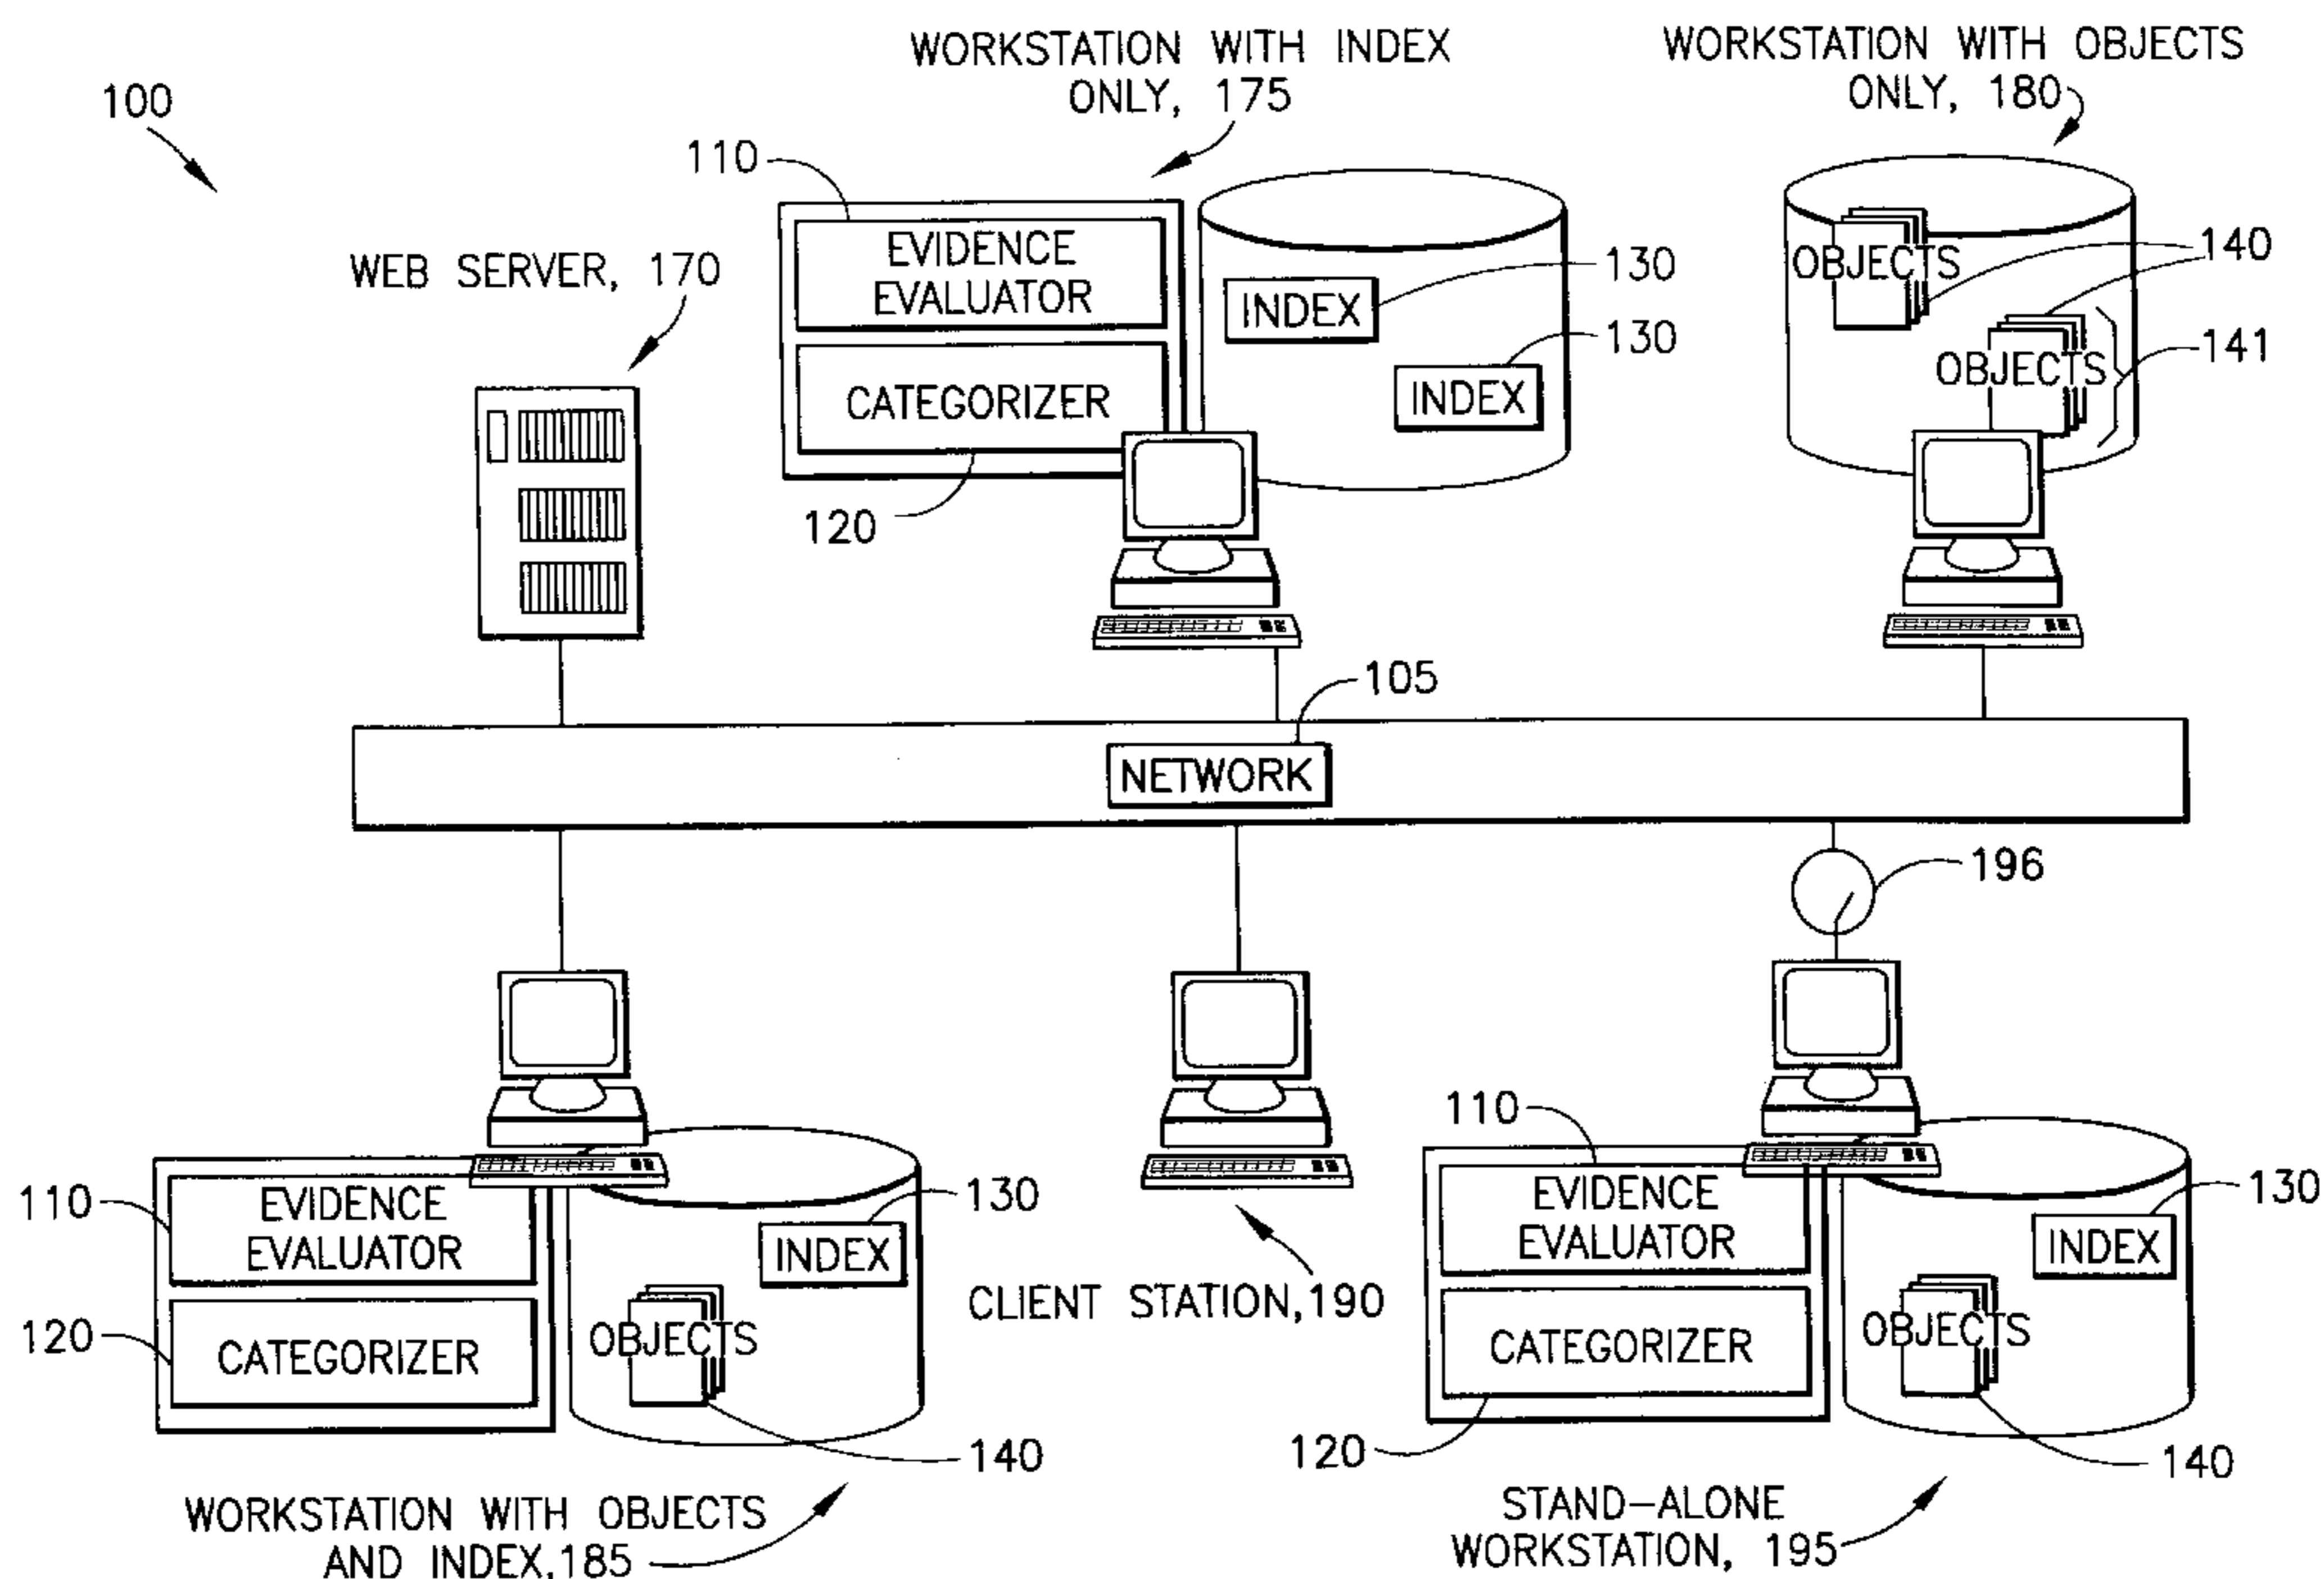 WORKSTATION WITH INDEX
ONLY, 175
WORKSTATION WITH OBJECTS
ONLY, 180
100
110
WEB SERVER, 170
EVIDENCE
EVALUATOR
CATEGORIZER
120
INDEX
130
INDEX
130
OBJECTS
140
OBJECTS
141
105
NETWORK
196
110
EVIDENCE
EVALUATOR
120
CATEGORIZER
130
INDEX
OBJECTS
140
WORKSTATION WITH OBJECTS
AND INDEX,185
CLIENT STATION,190
110
EVIDENCE
EVALUATOR
CATEGORIZER
120
130
INDEX
OBJECTS
140
STAND-ALONE
WORKSTATION, 195